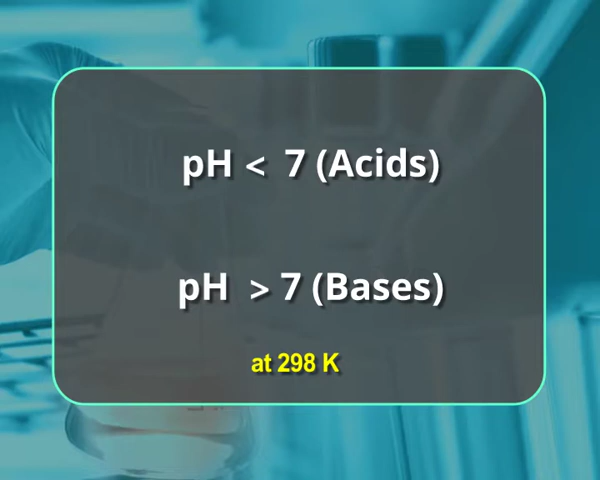 pH < 7 (Acids)
pH > 7 (Bases)
at 298 K